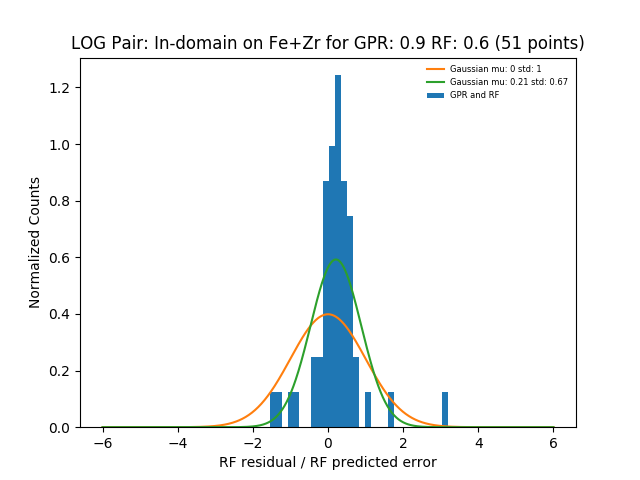 LOG Pair: In-domain on Fe+Zr for GPR: 0.9 RF: 0.6 (51 points)
Gaussian mu: 0 std: 1
Gaussian mu: 0.21 std: 0.67
GPR and RF
Normalized Counts
1.2
1.0
0.8
0.6
0.4
0.2
0.0
−6 −4 −2 0 2 4 6
RF residual / RF predicted error